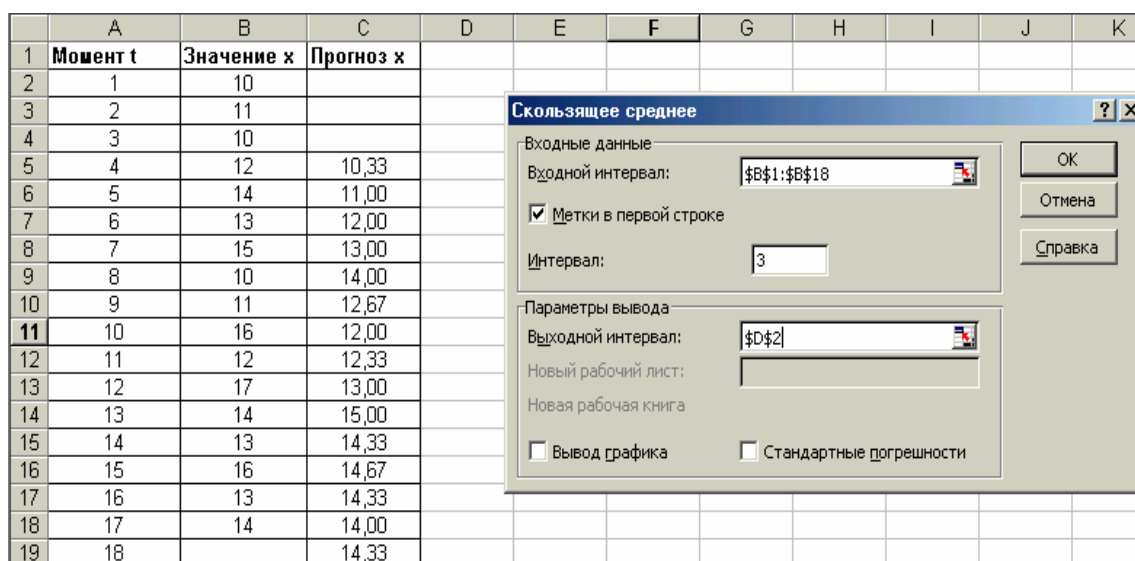 A B C D E F G H I J K
1 Момент t Значение x Прогноз x
2 1 10
3 2 11
4 3 10
5 4 12 10,33
6 5 14 11,00
7 6 13 12,00
8 7 15 13,00
9 8 10 14,00
10 9 11 12,67
11 10 16 12,00
12 11 12 12,33
13 12 17 13,00
14 13 14 15,00
15 14 13 14,33
16 15 16 14,67
17 16 13 14,33
18 17 14 14,00
19 18 14,33
Скользящее среднее ? X
Входные данные
Входной интервал: $B$1:$B$18
Метки в первой строке
Интервал: 3
Параметры вывода
Выходной интервал: $D$2
Новый рабочий лист:
Новая рабочая книга
Вывод графика Стандартные погрешности
ОК
Отмена
Справка